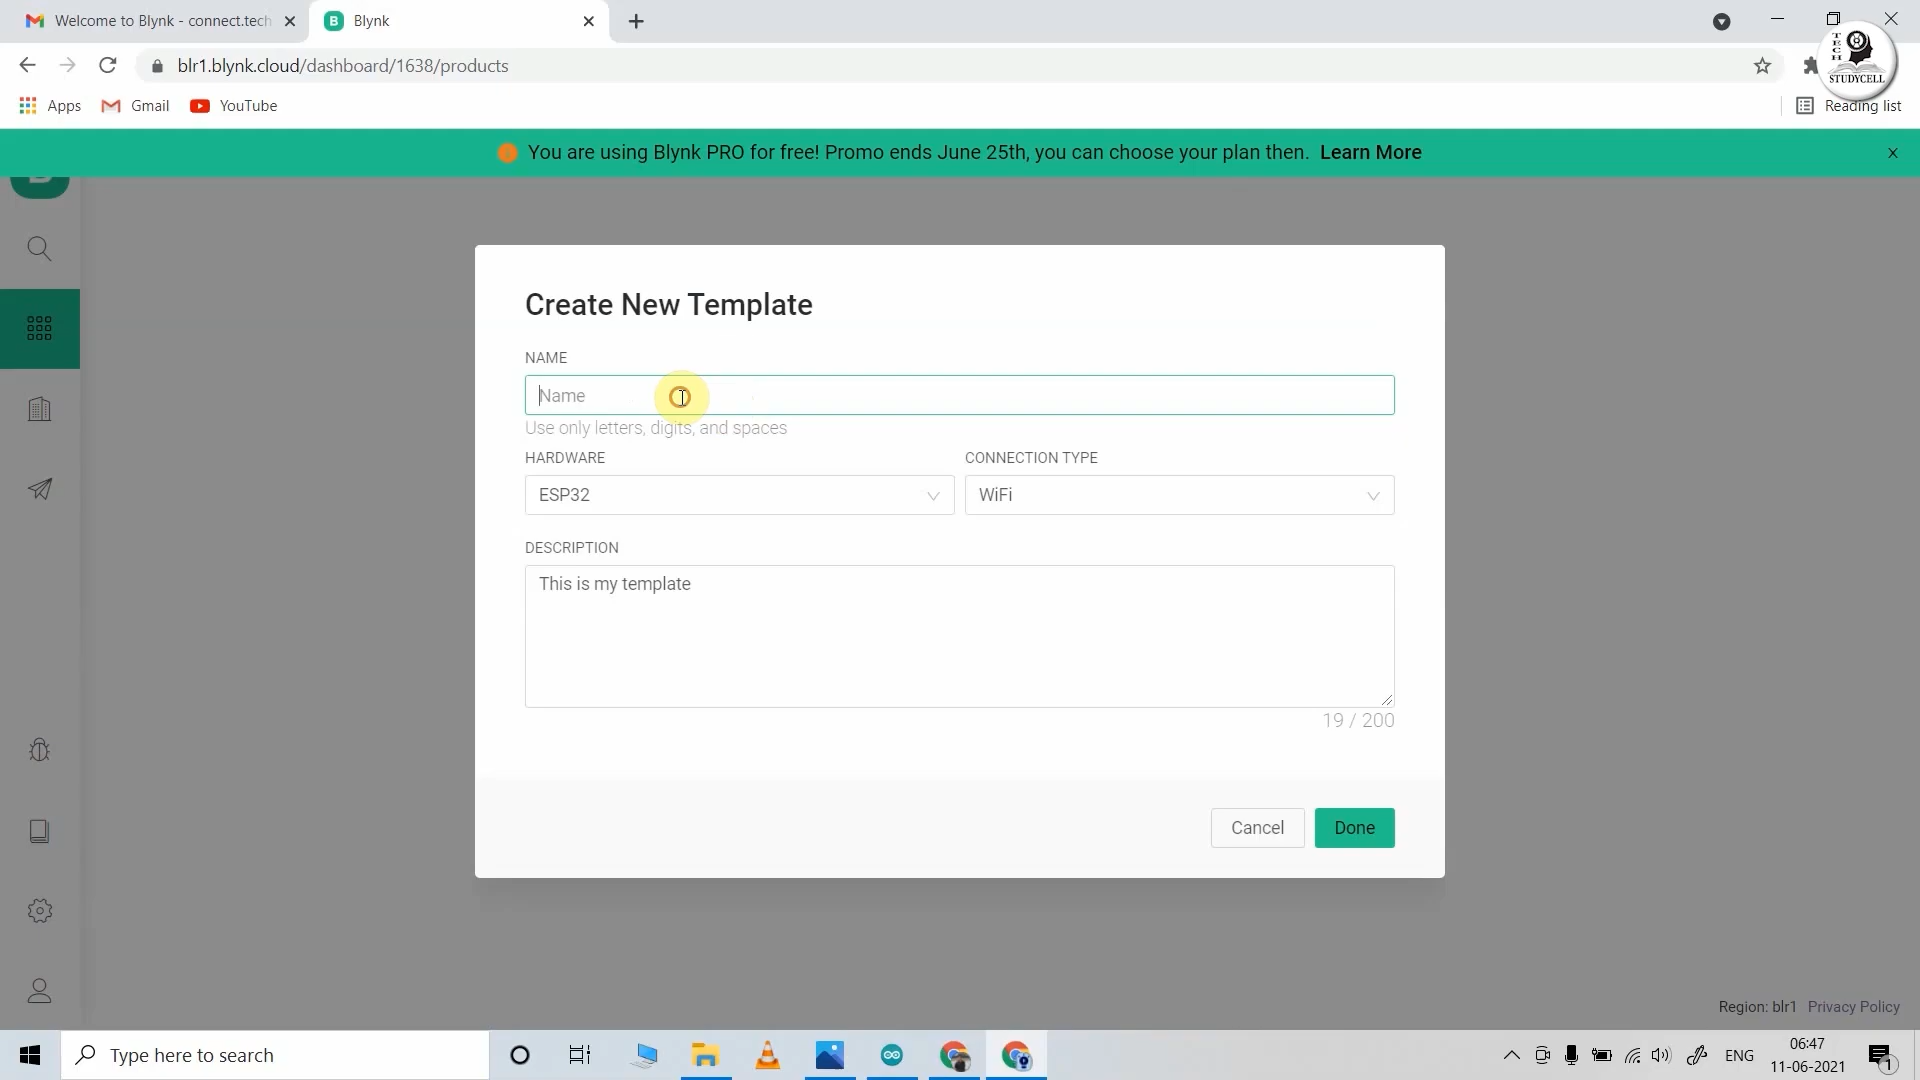 Welcome to Blynk - connect.tech
Blynk
blr1.blynk.cloud/dashboard/1638/products
TECH
STUDYCELL
Apps
Gmail
YouTube
Reading list
You are using Blynk PRO for free! Promo ends June 25th, you can choose your plan then. Learn More
Create New Template
NAME
Name
Use only letters, digits, and spaces
HARDWARE
CONNECTION TYPE
ESP32
WiFi
DESCRIPTION
This is my template
19 / 200
Cancel
Done
Region: blr1 Privacy Policy
Type here to search
ENG
06:47
11-06-2021
1